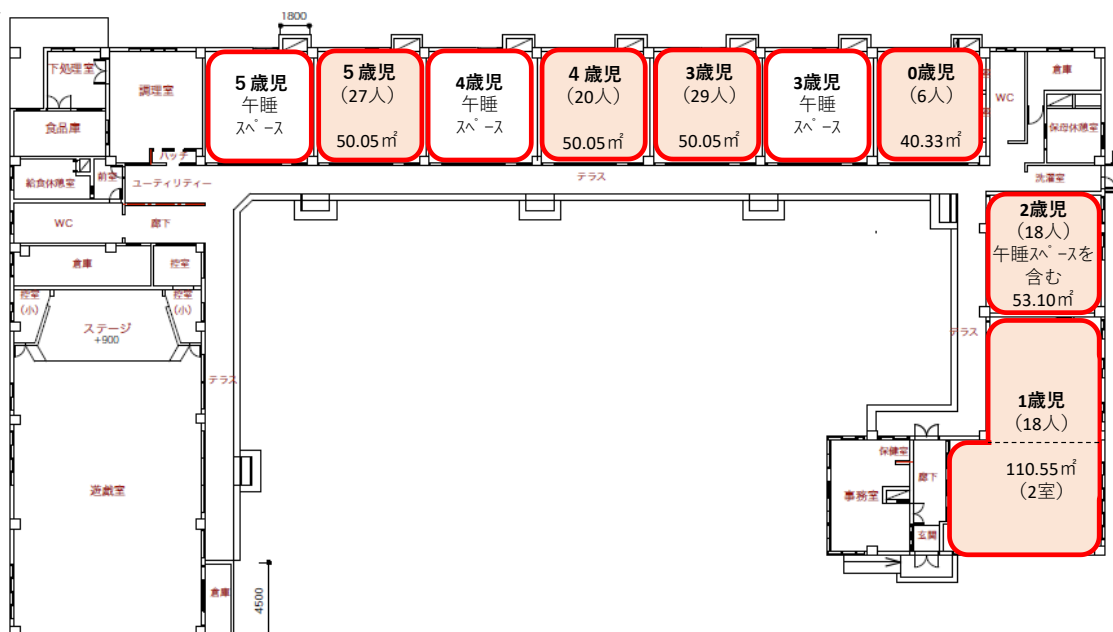 1800
下処理室
調理室
食品庫
ハッチ
給食休憩室
前室
ユーティリティー
WC
廊下
倉庫
控室
控室
(小)
控室
(小)
ステージ
+900
テラス
遊戯室
倉庫
4500
5歳児
午睡
スペース
5歳児
(27人)
50.05㎡
4歳児
午睡
スペース
4歳児
(20人)
50.05㎡
3歳児
(29人)
50.05㎡
3歳児
午睡
スペース
0歳児
(6人)
40.33㎡
WC
倉庫
保母休憩室
テラス
洗濯室
2歳児
(18人)
午睡スペースを
含む
53.10㎡
テラス
1歳児
(18人)
110.55㎡
(2室)
保健室
事務室
廊下
玄関